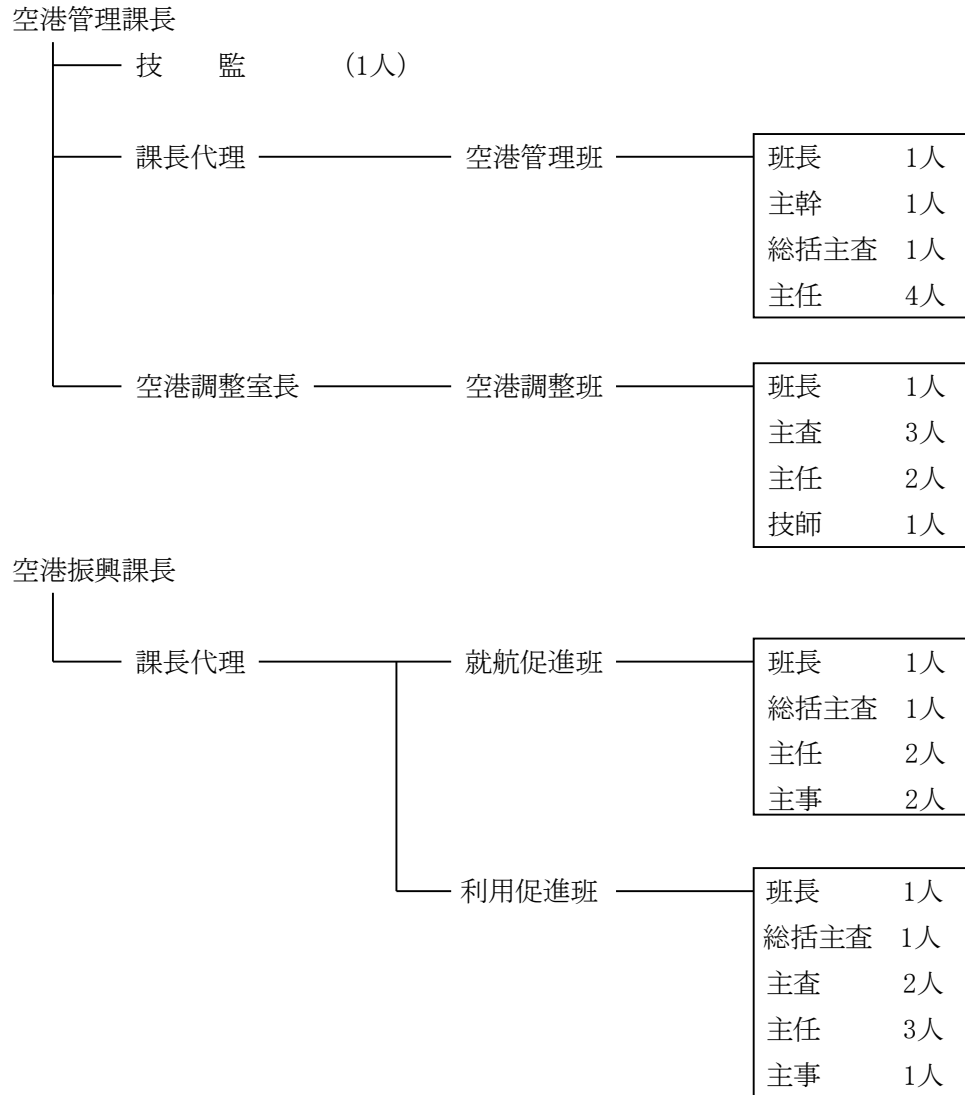 空港管理課長
技　　監　　　　(1人)
課長代理　空港管理班　班長　1人
主幹　1人
総括主査　1人
主任　4人
空港調整室長　空港調整班　班長　1人
主査　3人
主任　2人
技師　1人
空港振興課長
課長代理　就航促進班　班長　1人
総括主査　1人
主任　2人
主事　2人
利用促進班　班長　1人
総括主査　1人
主査　2人
主任　3人
主事　1人